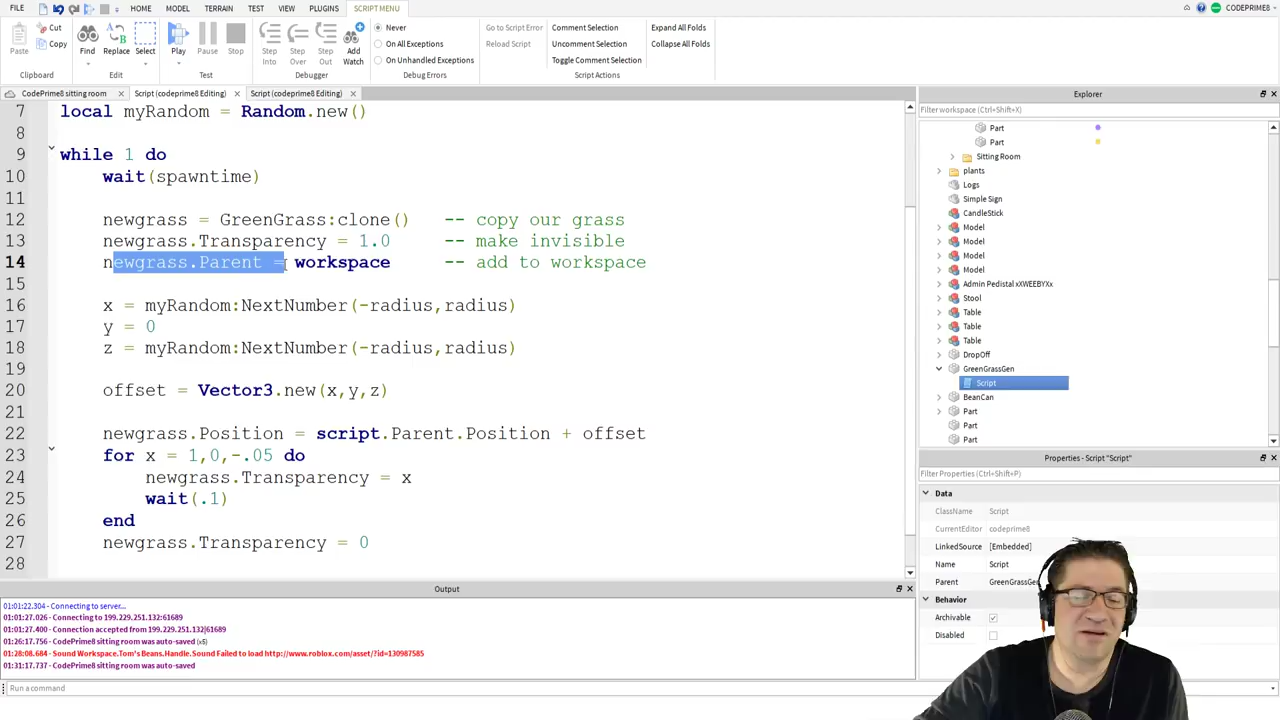 FILE HOME MODEL TERRAIN TEST VIEW PLUGINS SCRIPT MENU CODEPRIME8
Paste Cut Copy Clipboard
Find Replace Select Edit
Play Pause Stop Test
Step Into Step Over Step Out Add Watch Debugger
Never
On All Exceptions
On Unhandled Exceptions
Debug Errors
Go to Script Error
Reload Script
Comment Selection
Uncomment Selection
Toggle Comment Selection
Script Actions
Expand All Folds
Collapse All Folds
CodePrime8 sitting room Script (codeprime8 Editing) Script (codeprime8 Editing)
7 local myRandom = Random.new()
8
9 while 1 do
10 wait(spawntime)
11
12 newgrass = GreenGrass:clone() -- copy our grass
13 newgrass.Transparency = 1.0 -- make invisible
14 newgrass.Parent = workspace -- add to workspace
15
16 x = myRandom:NextNumber(-radius,radius)
17 y = 0
18 z = myRandom:NextNumber(-radius,radius)
19
20 offset = Vector3.new(x,y,z)
21
22 newgrass.Position = script.Parent.Position + offset
23 for x = 1,0,-.05 do
24 newgrass.Transparency = x
25 wait(.1)
26 end
27 newgrass.Transparency = 0
28
Output
01:01:22.304 - Connecting to server...
01:01:27.026 - Connecting to 199.229.251.132:61689
01:01:27.400 - Connection accepted from 199.229.251.132|61689
01:26:17.756 - CodePrime8 sitting room was auto-saved (x6)
01:28:08.684 - Sound Workspace.Tom's Beans.Handle.Sound Failed to load http://www.roblox.com/asset/?id=130987585
01:31:17.737 - CodePrime8 sitting room was auto-saved
Run a command
Explorer
Filter workspace (Ctrl+Shift+X)
Part
Part
Sitting Room
plants
Logs
Simple Sign
CandleStick
Model
Model
Model
Model
Admin Pedistal xXWEEBYXx
Stool
Table
Table
Table
DropOff
GreenGrassGen
Script
BeanCan
Part
Part
Part
Properties - Script "Script"
Filter Properties (Ctrl+Shift+P)
Data
ClassName Script
CurrentEditor codeprime8
LinkedSource [Embedded]
Name Script
Parent GreenGrassGen
Behavior
Archivable
Disabled